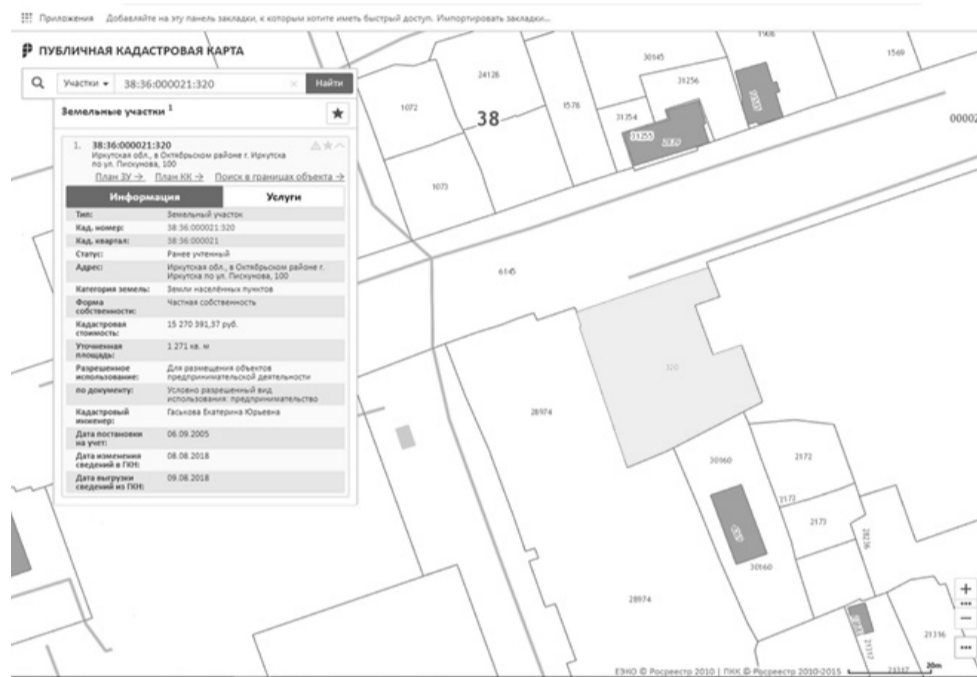 Приложения Добавляйте на эту панель закладки, к которым хотите иметь быстрый доступ. Импортировать закладки...
ПУБЛИЧНАЯ КАДАСТРОВАЯ КАРТА
Участки 38:36:000021:320 Найти
Земельные участки 1
1. 38:36:000021:320
Иркутская обл., в Октябрьском районе г. Иркутска
по ул. Пискунова, 100
План ЗУ → План КК → Поиск в границах объекта →
Информация Услуги
Тип: Земельный участок
Кад. номер: 38:36:000021:320
Кад. квартал: 38:36:000021
Статус: Ранее учтенный
Адрес: Иркутская обл., в Октябрьском районе г.
Иркутска по ул. Пискунова, 100
Категория земель: Земли населённых пунктов
Форма
собственности: Частная собственность
Кадастровая
стоимость: 15 270 391,37 руб.
Уточненная
площадь: 1 271 кв. м
Разрешенное
использование: Для размещения объектов
предпринимательской деятельности
по документу: Условно разрешенный вид
использования: предпринимательство
Кадастровый
инженер: Гаськова Екатерина Юрьевна
Дата постановки
на учет: 06.09.2005
Дата изменения
сведений в ГКН: 08.08.2018
Дата выгрузки
сведений из ГКН: 09.08.2018
30145
1569
24128
31256
1072
38
1578
31354
31255
00002
1073
6145
320
28974
30160
2172
2172
2173
28236
30160
28974
21316
21317
20m
ЕЭКО © Росреестр 2010 | ПКК © Росреестр 2010-2015